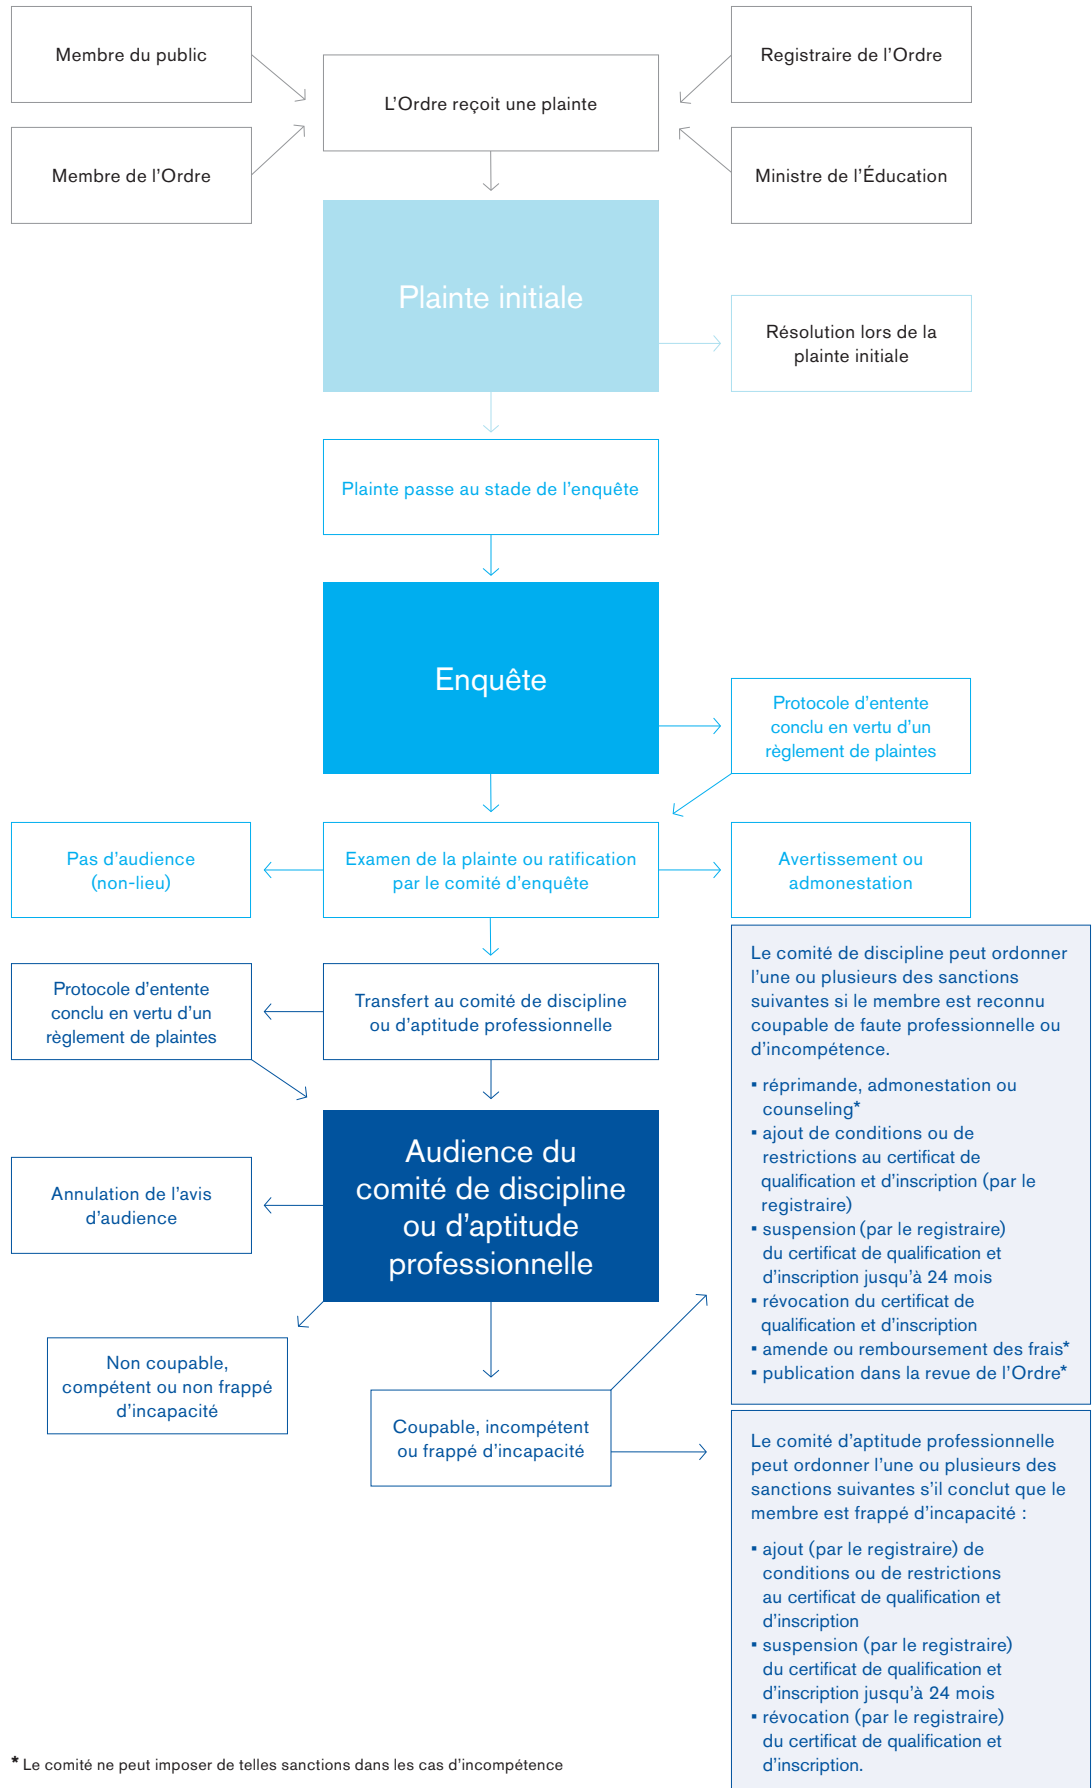 Membre du public
Registraire de l'Ordre
L'Ordre reçoit une plainte
Membre de l'Ordre
Ministre de l'Éducation
Plainte initiale
Résolution lors de la
plainte initiale
Plainte passe au stade de l'enquête
Enquête
Protocole d'entente
conclu en vertu d'un
règlement de plaintes
Pas d'audience
(non-lieu)
Examen de la plainte ou ratification
par le comité d'enquête
Avertissement ou
admonestation
Protocole d'entente
conclu en vertu d'un
règlement de plaintes
Transfert au comité de discipline
ou d'aptitude professionnelle
Audience du
comité de discipline
ou d'aptitude
professionnelle
Annulation de l'avis
d'audience
Non coupable,
compétent ou non frappé
d'incapacité
Coupable, incompétent
ou frappé d'incapacité
Le comité de discipline peut ordonner
l'une ou plusieurs des sanctions
suivantes si le membre est reconnu
coupable de faute professionnelle ou
d'incompétence.
▪ réprimande, admonestation ou
counseling*
▪ ajout de conditions ou de
restrictions au certificat de
qualification et d'inscription (par le
registraire)
▪ suspension (par le registraire)
du certificat de qualification et
d'inscription jusqu'à 24 mois
▪ révocation du certificat de
qualification et d'inscription
▪ amende ou remboursement des frais*
▪ publication dans la revue de l'Ordre*
Le comité d'aptitude professionnelle
peut ordonner l'une ou plusieurs des
sanctions suivantes s'il conclut que le
membre est frappé d'incapacité :
▪ ajout (par le registraire) de
conditions ou de restrictions
au certificat de qualification et
d'inscription
▪ suspension (par le registraire)
du certificat de qualification et
d'inscription jusqu'à 24 mois
▪ révocation (par le registraire)
du certificat de qualification et
d'inscription.
* Le comité ne peut imposer de telles sanctions dans les cas d'incompétence